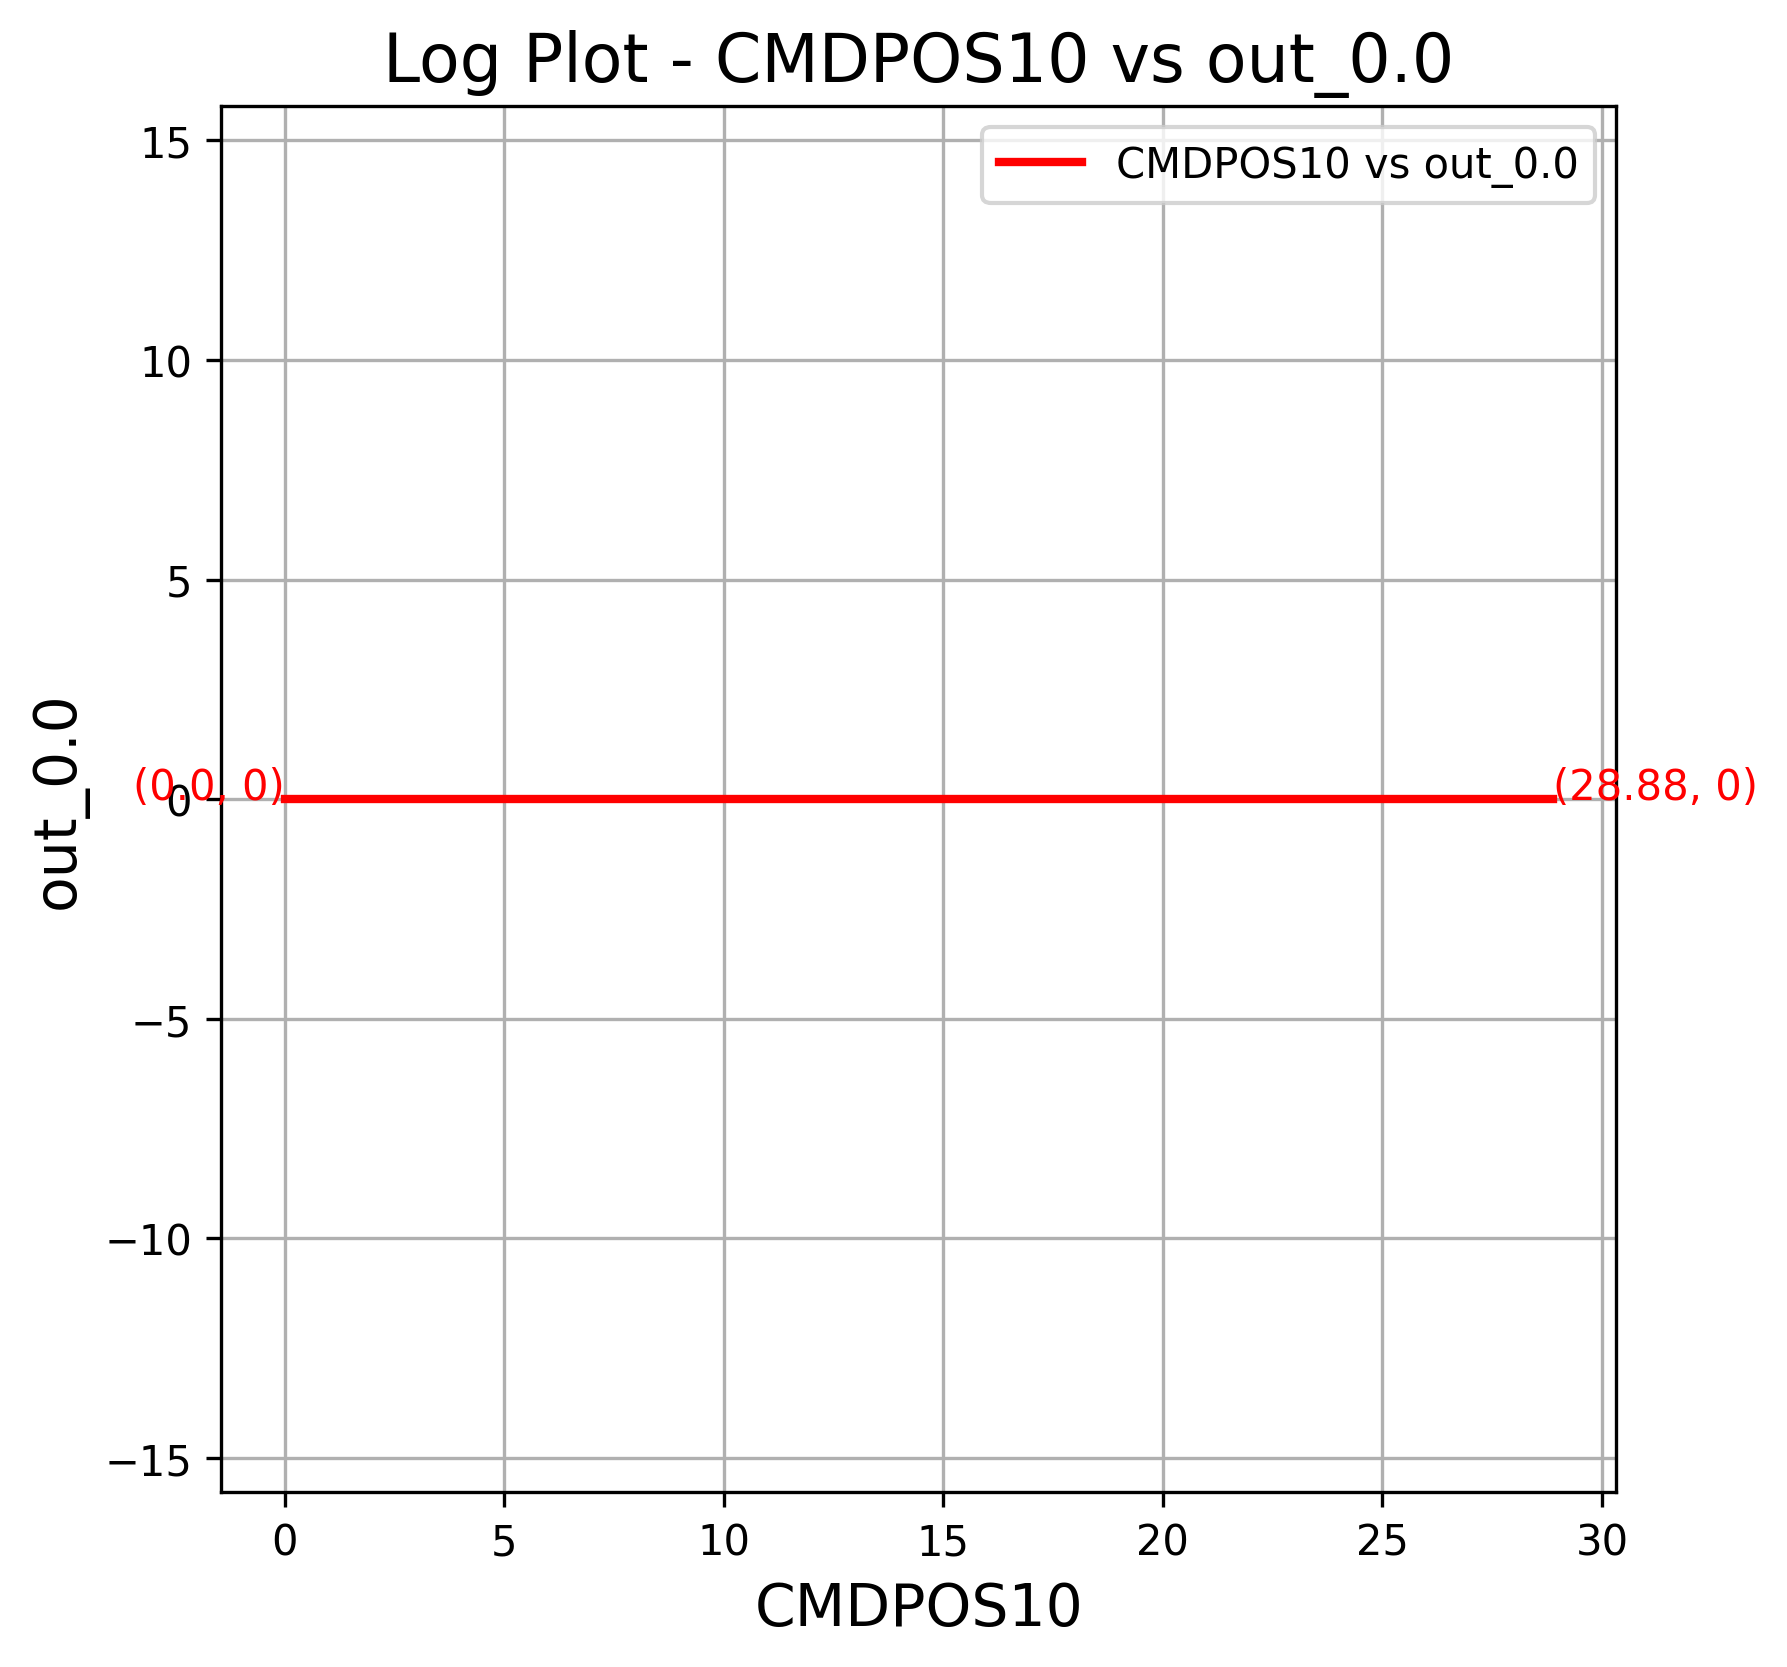 Log Plot - CMDPOS10 vs out_0.0
CMDPOS10 vs out_0.0
15
10
5
0
−5
−10
−15
out_0.0
(0.0, 0)
(28.88, 0)
0 5 10 15 20 25 30
CMDPOS10